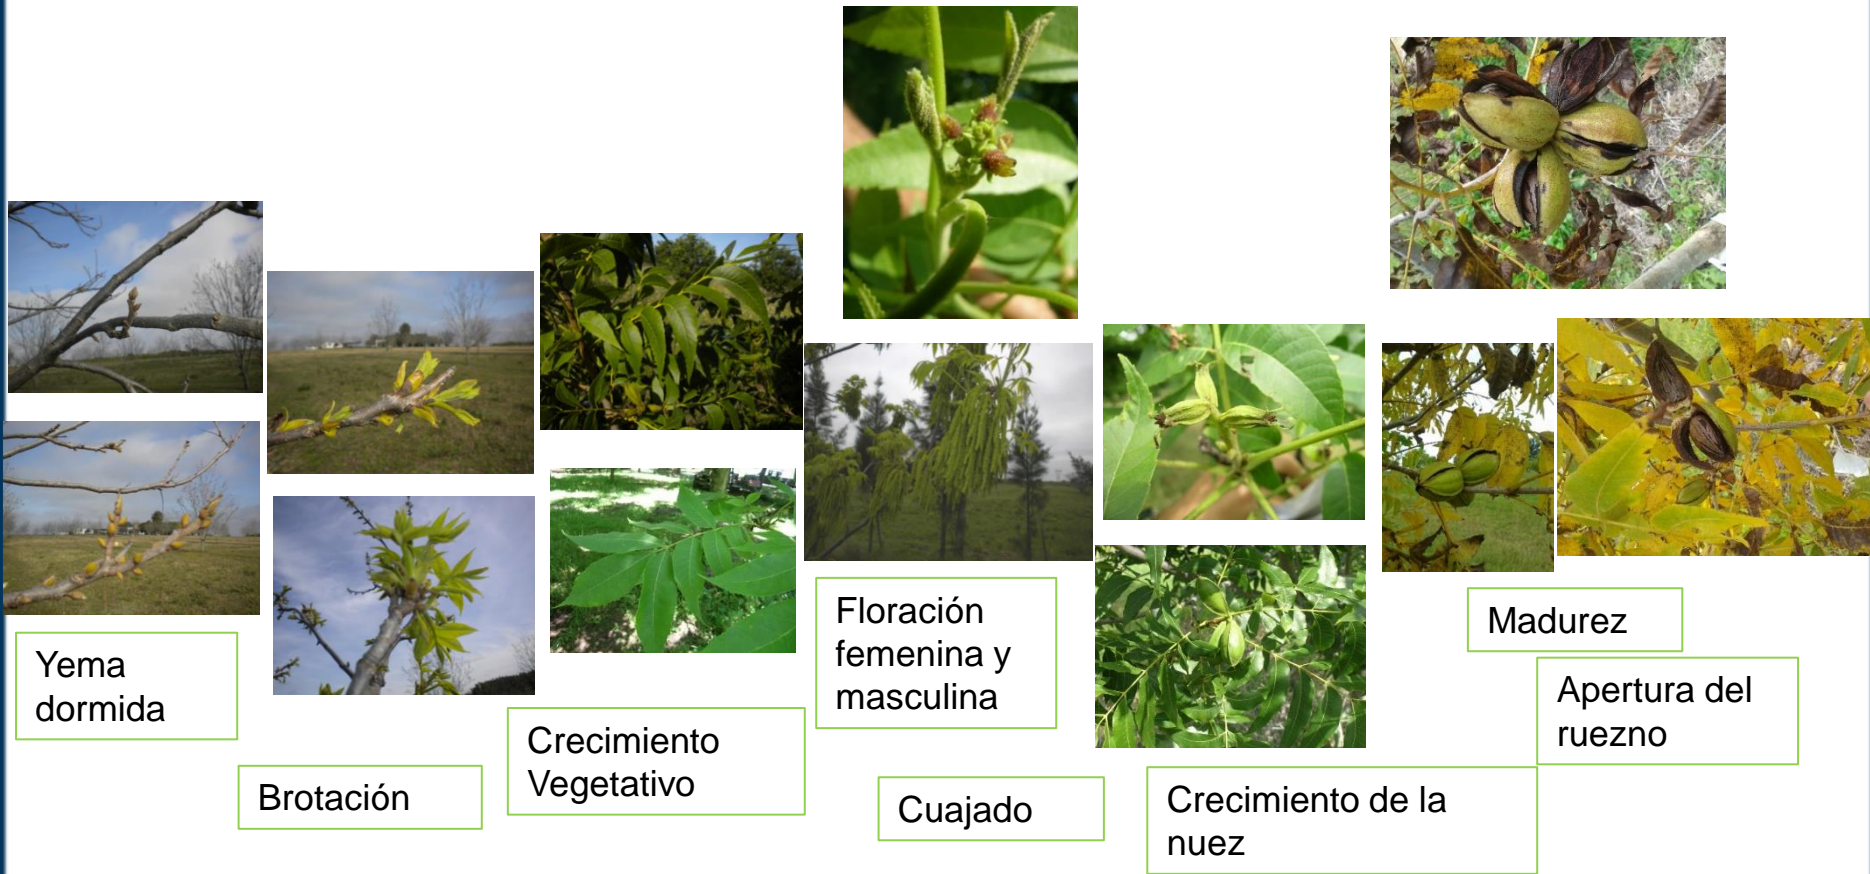 Yema
dormida
Brotación
Crecimiento
Vegetativo
Floración
femenina y
masculina
Cuajado
Crecimiento de la
nuez
Madurez
Apertura del
ruezno